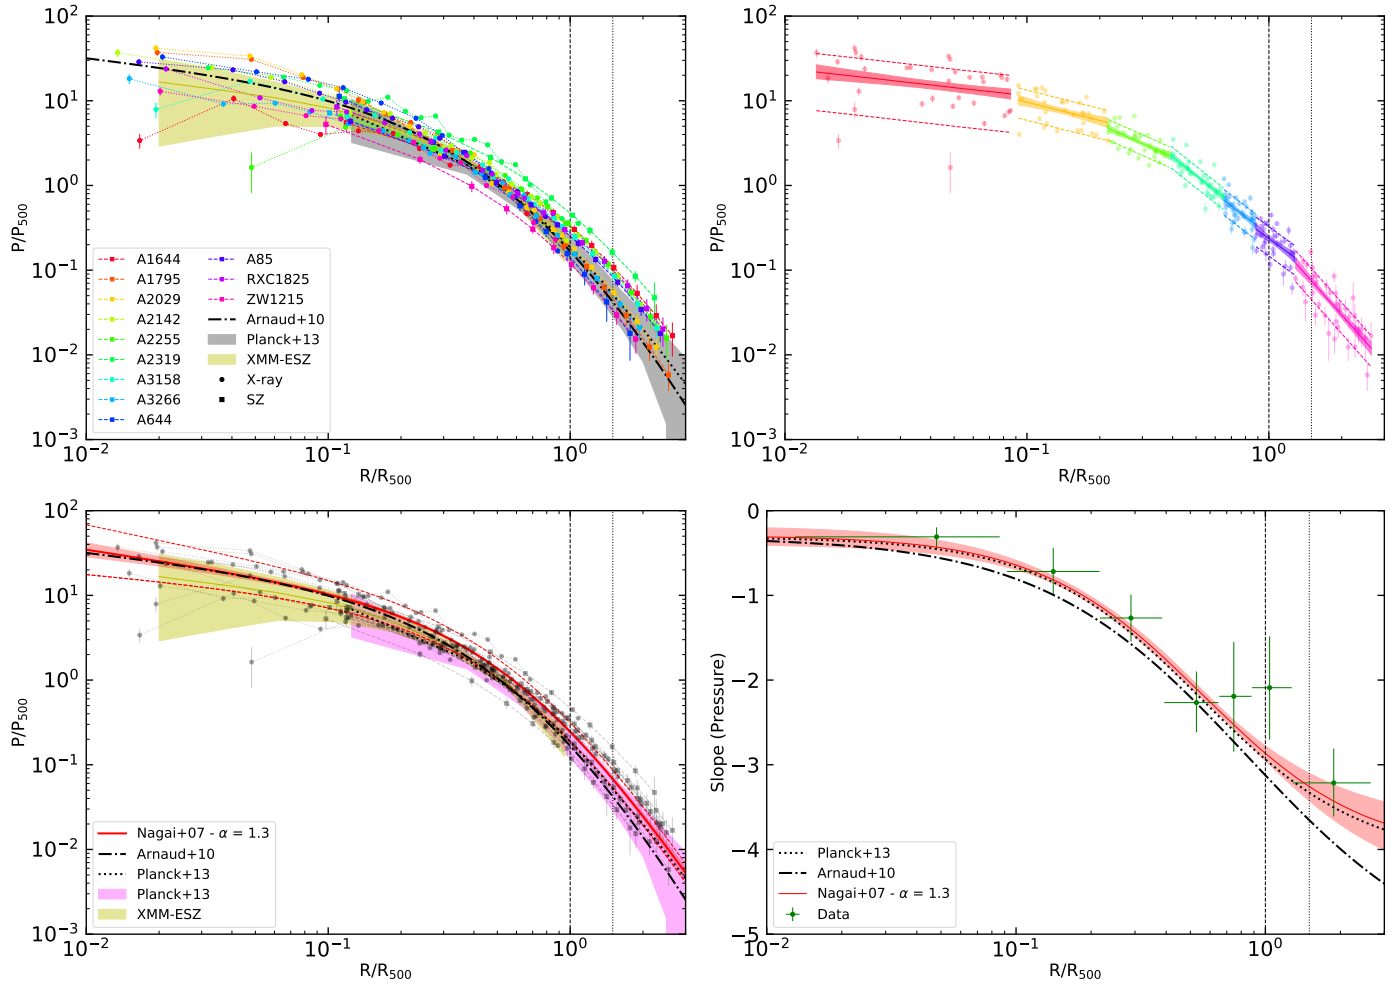 10²
10¹
10⁰
10⁻¹
10⁻²
10⁻³
P/P₅₀₀
A1644
A1795
A2029
A2142
A2255
A2319
A3158
A3266
A644
A85
RXC1825
ZW1215
Arnaud+10
Planck+13
XMM-ESZ
X-ray
SZ
10⁻² 10⁻¹ 10⁰
R/R₅₀₀
10²
10¹
10⁰
10⁻¹
10⁻²
10⁻³
P/P₅₀₀
10⁻² 10⁻¹ 10⁰
R/R₅₀₀
10²
10¹
10⁰
10⁻¹
10⁻²
10⁻³
P/P₅₀₀
Nagai+07 - α = 1.3
Arnaud+10
Planck+13
Planck+13
XMM-ESZ
10⁻² 10⁻¹ 10⁰
R/R₅₀₀
0
−1
−2
−3
−4
−5
Slope (Pressure)
Planck+13
Arnaud+10
Nagai+07 - α = 1.3
Data
10⁻² 10⁻¹ 10⁰
R/R₅₀₀